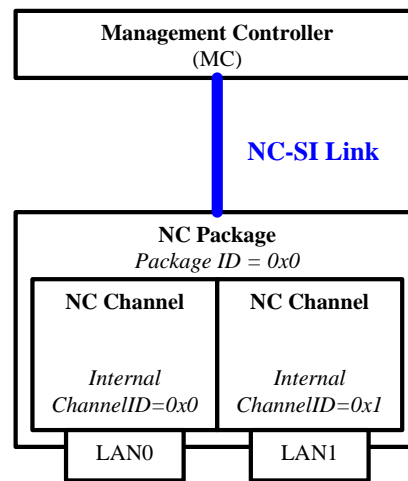 Management Controller
(MC)
NC-SI Link
NC Package
Package ID = 0x0
NC Channel
Internal
ChannelID=0x0
NC Channel
Internal
ChannelID=0x1
LAN0
LAN1